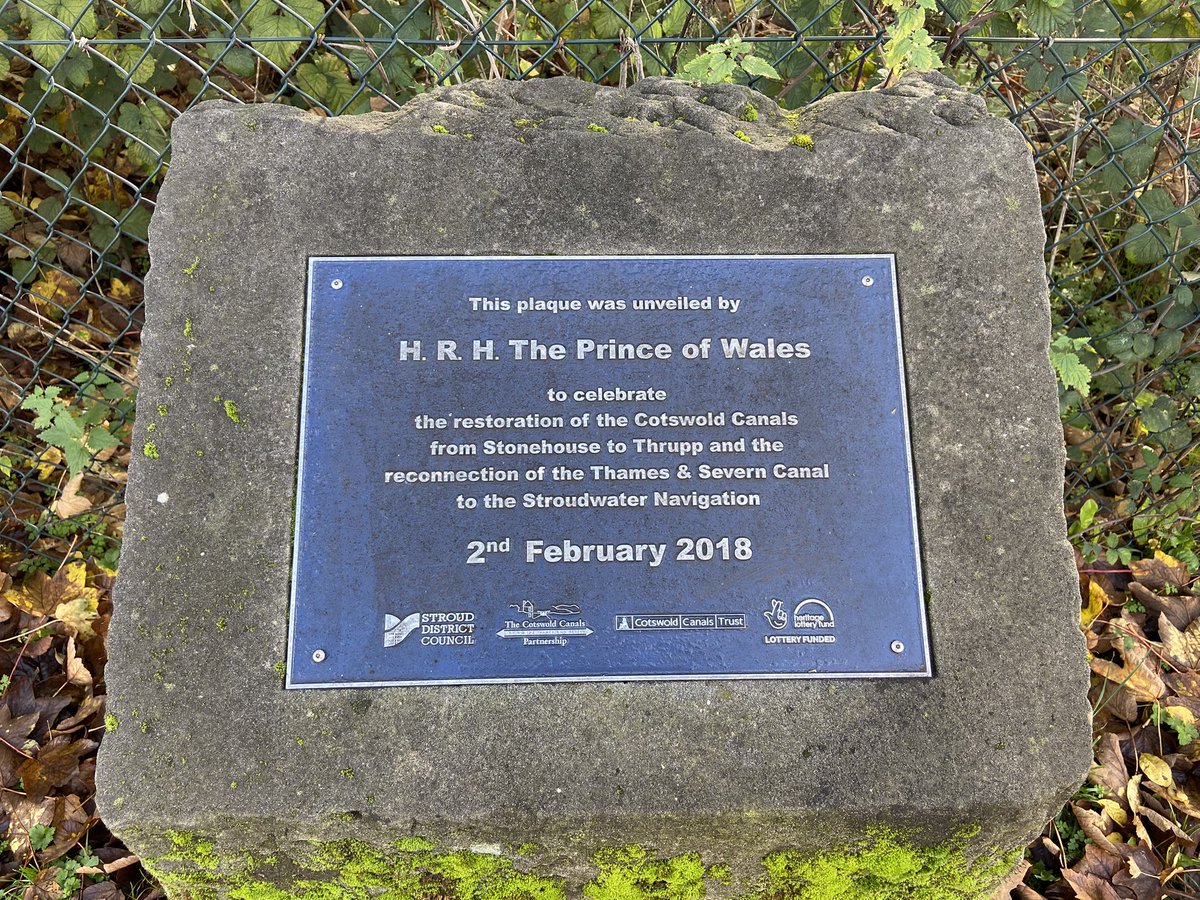 This plaque was unveiled by
H. R. H. The Prince of Wales
to celebrate
the restoration of the Cotswold Canals
from Stonehouse to Thrupp and the
reconnection of the Thames & Severn Canal
to the Stroudwater Navigation
2nd February 2018
STROUD
DISTRICT
COUNCIL
The Cotswold Canals
Partnership
Cotswold Canals Trust
heritage
lottery fund
LOTTERY FUNDED